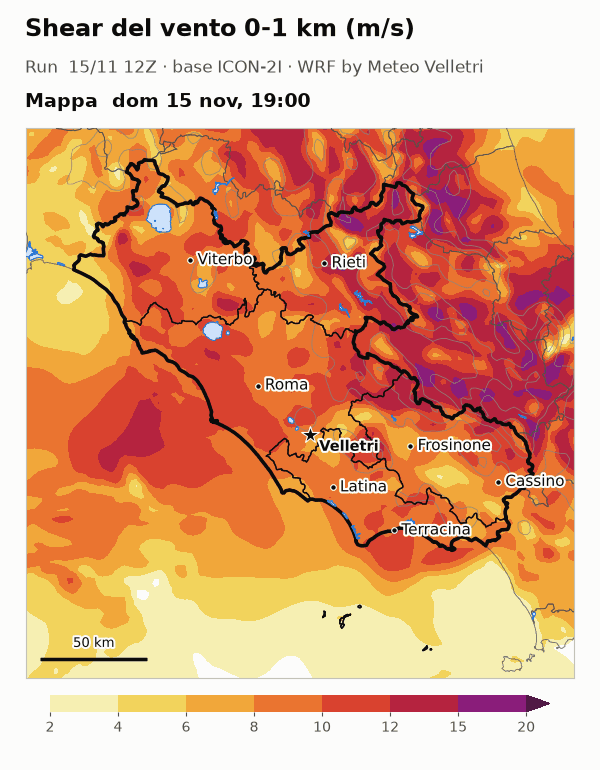 Shear del vento 0-1 km (m/s)
Run 15/11 12Z · base ICON-2I · WRF by Meteo Velletri
Mappa dom 15 nov, 19:00
Viterbo
Rieti
Roma
Velletri
Frosinone
Latina
Cassino
Terracina
50 km
2 4 6 8 10 12 15 20